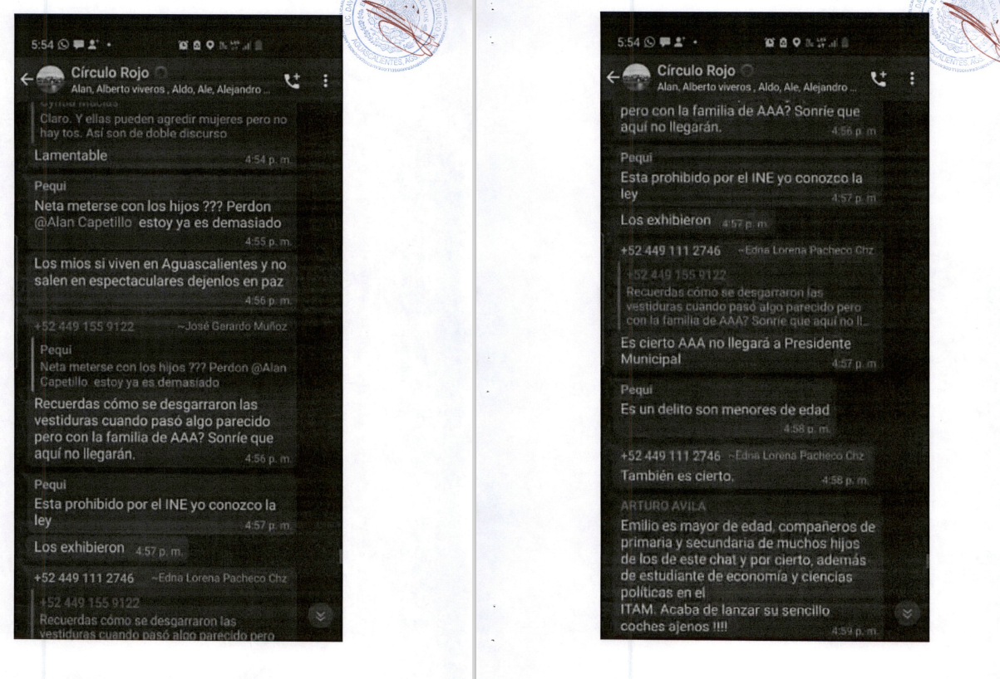 LIC. DAV
AGUASCALIENTES, AGS
5:54
Círculo Rojo
Alan, Alberto viveros , Aldo, Ale, Alejandro ...
Claro. Y ellas pueden agredir mujeres pero no
hay tos. Así son de doble discurso
Lamentable
4:54 p. m.
Pequi
Neta meterse con los hijos ??? Perdon
@Alan Capetillo estoy ya es demasiado
4:55 p. m.
Los mios si viven en Aguascalientes y no
salen en espectaculares dejenlos en paz
4:56 p. m.
+52 449 155 9122 ~José Gerardo Muñoz
Pequi
Neta meterse con los hijos ??? Perdon @Alan
Capetillo estoy ya es demasiado
Recuerdas cómo se desgarraron las
vestiduras cuando pasó algo parecido
pero con la familia de AAA? Sonríe que
aquí no llegarán.
4:56 p. m.
Pequi
Esta prohibido por el INE yo conozco la
ley
4:57 p. m.
Los exhibieron 4:57 p. m.
+52 449 111 2746 ~Edna Lorena Pacheco Chz
+52 449 155 9122
Recuerdas cómo se desgarraron las
vestiduras cuando pasó algo parecido pero
AGUASCALIENTES, AG
5:54
Círculo Rojo
Alan, Alberto viveros , Aldo, Ale, Alejandro ...
pero con la familia de AAA? Sonríe que
aquí no llegarán.
4:56 p. m
Pequi
Esta prohibido por el INE yo conozco la
ley
4:57 p. m
Los exhibieron 4:57 p. m.
+52 449 111 2746 ~Edna Lorena Pacheco Chz
+52 449 155 9122
Recuerdas cómo se desgarraron las
vestiduras cuando pasó algo parecido pero
con la familia de AAA? Sonríe que aquí no ll...
Es cierto AAA no llegará a Presidente
Municipal
4:57 p. m
Pequi
Es un delito son menores de edad
4:58 p. m.
+52 449 111 2746 ~Edna Lorena Pacheco Chz
También es cierto.
4:58 p. m.
ARTURO AVILA
Emilio es mayor de edad, compañeros de
primaria y secundaria de muchos hijos
de los de este chat y por cierto, además
de estudiante de economía y ciencias
políticas en el
ITAM. Acaba de lanzar su sencillo
coches ajenos !!!!
4:59 p. m.